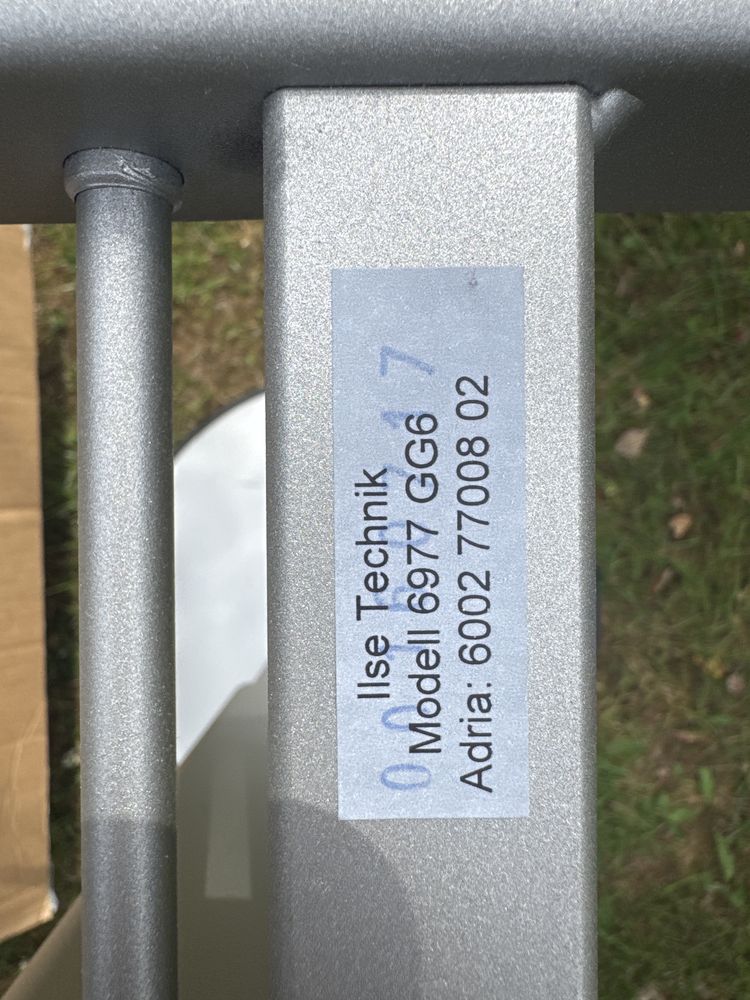 Ilse Technik
Modell 6977 GG6
Adria: 6002 77008 02